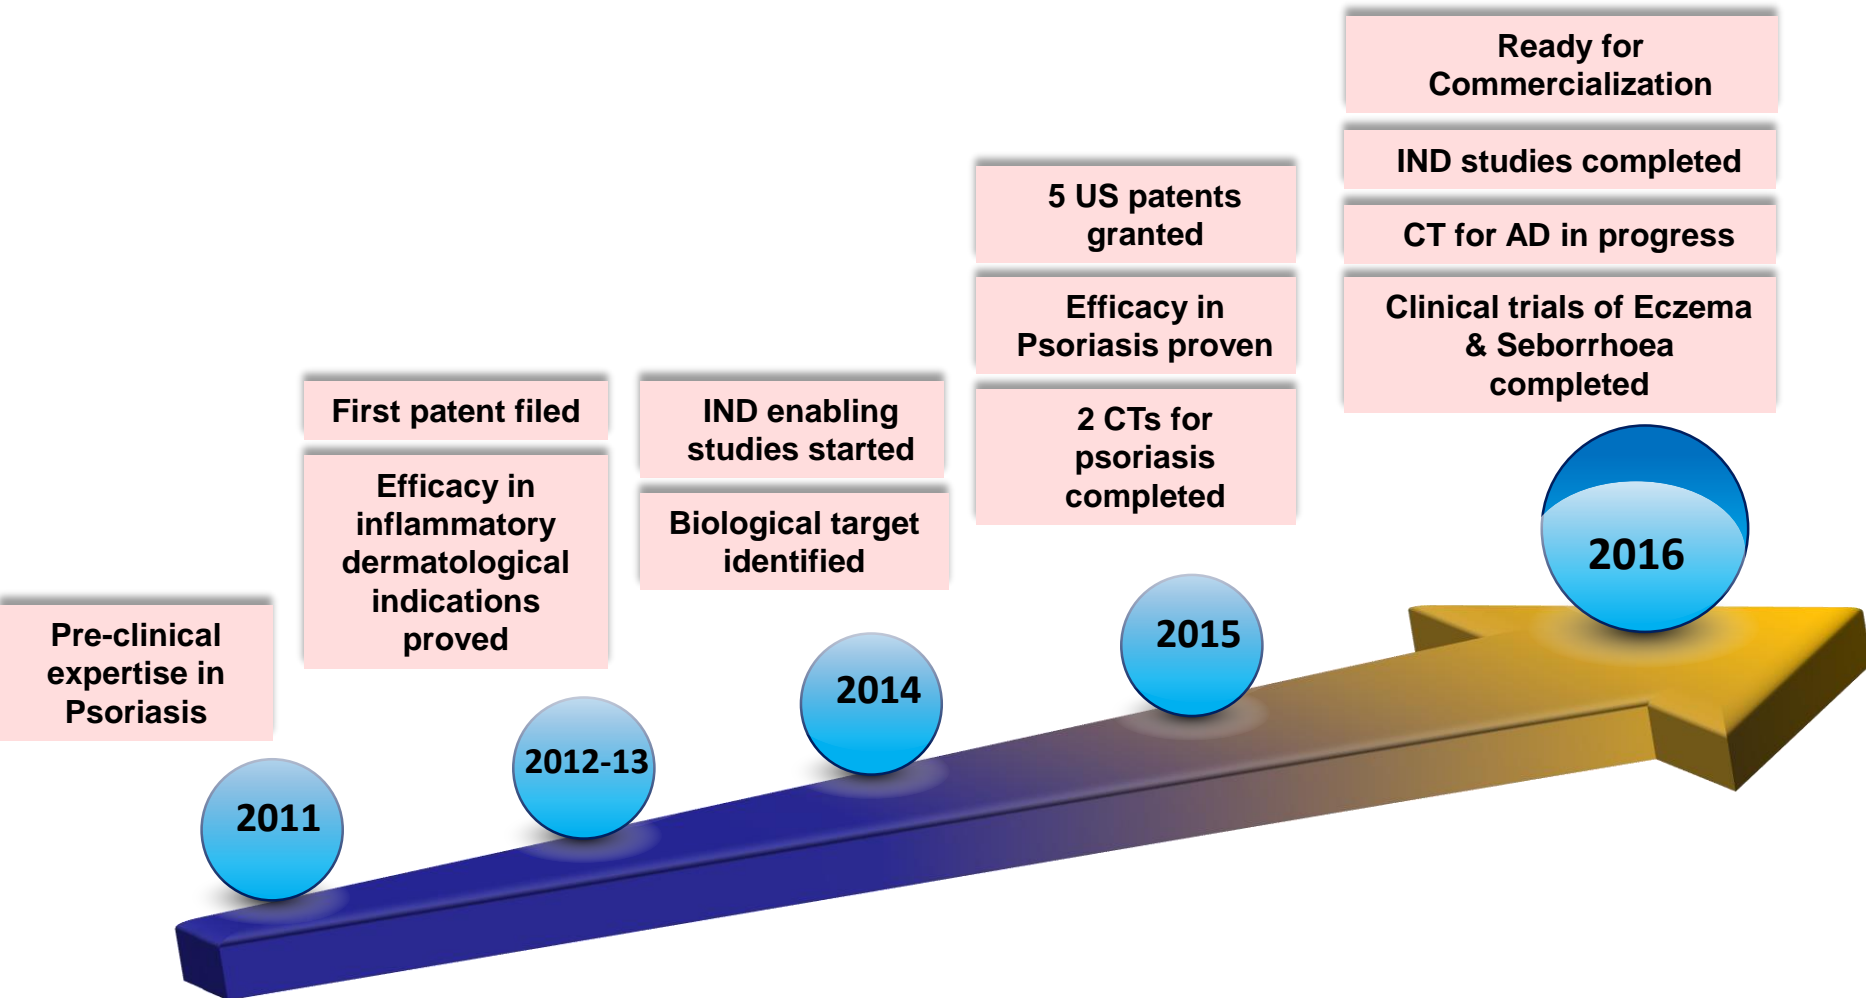 Pre-clinical
expertise in
Psoriasis
2011
First patent filed
Efficacy in
inflammatory
dermatological
indications
proved
2012-13
IND enabling
studies started
Biological target
identified
2014
5 US patents
granted
Efficacy in
Psoriasis proven
2 CTs for
psoriasis
completed
2015
Ready for
Commercialization
IND studies completed
CT for AD in progress
Clinical trials of Eczema
& Seborrhoea
completed
2016